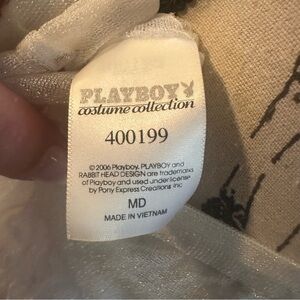 PLAYBOY
costume collection
400199
© 2006 Playboy. PLAYBOY and
RABBIT HEAD DESIGN are trademarks
of Playboy and used under license
by Pony Express Creations Inc
MD
MADE IN VIETNAM